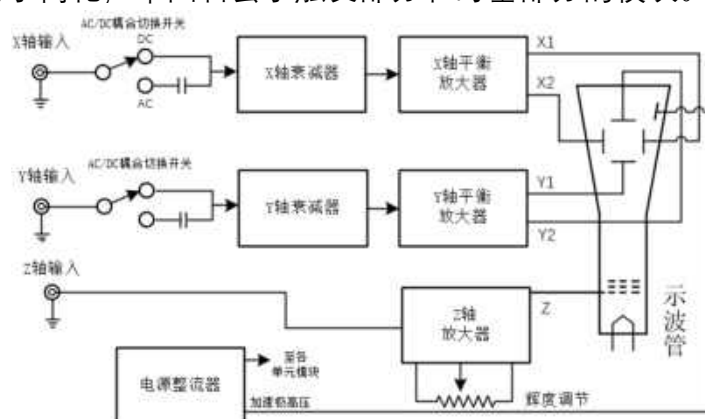 AC/DC耦合切换开关
X轴输入
DC
AC
X轴衰减器
X轴平衡
放大器
X1
X2
AC/DC耦合切换开关
Y轴输入
Y轴衰减器
Y轴平衡
放大器
Y1
Y2
Z轴输入
Z轴
放大器
Z
示波管
电源整流器
至各
单元模块
加速极高压
辉度调节